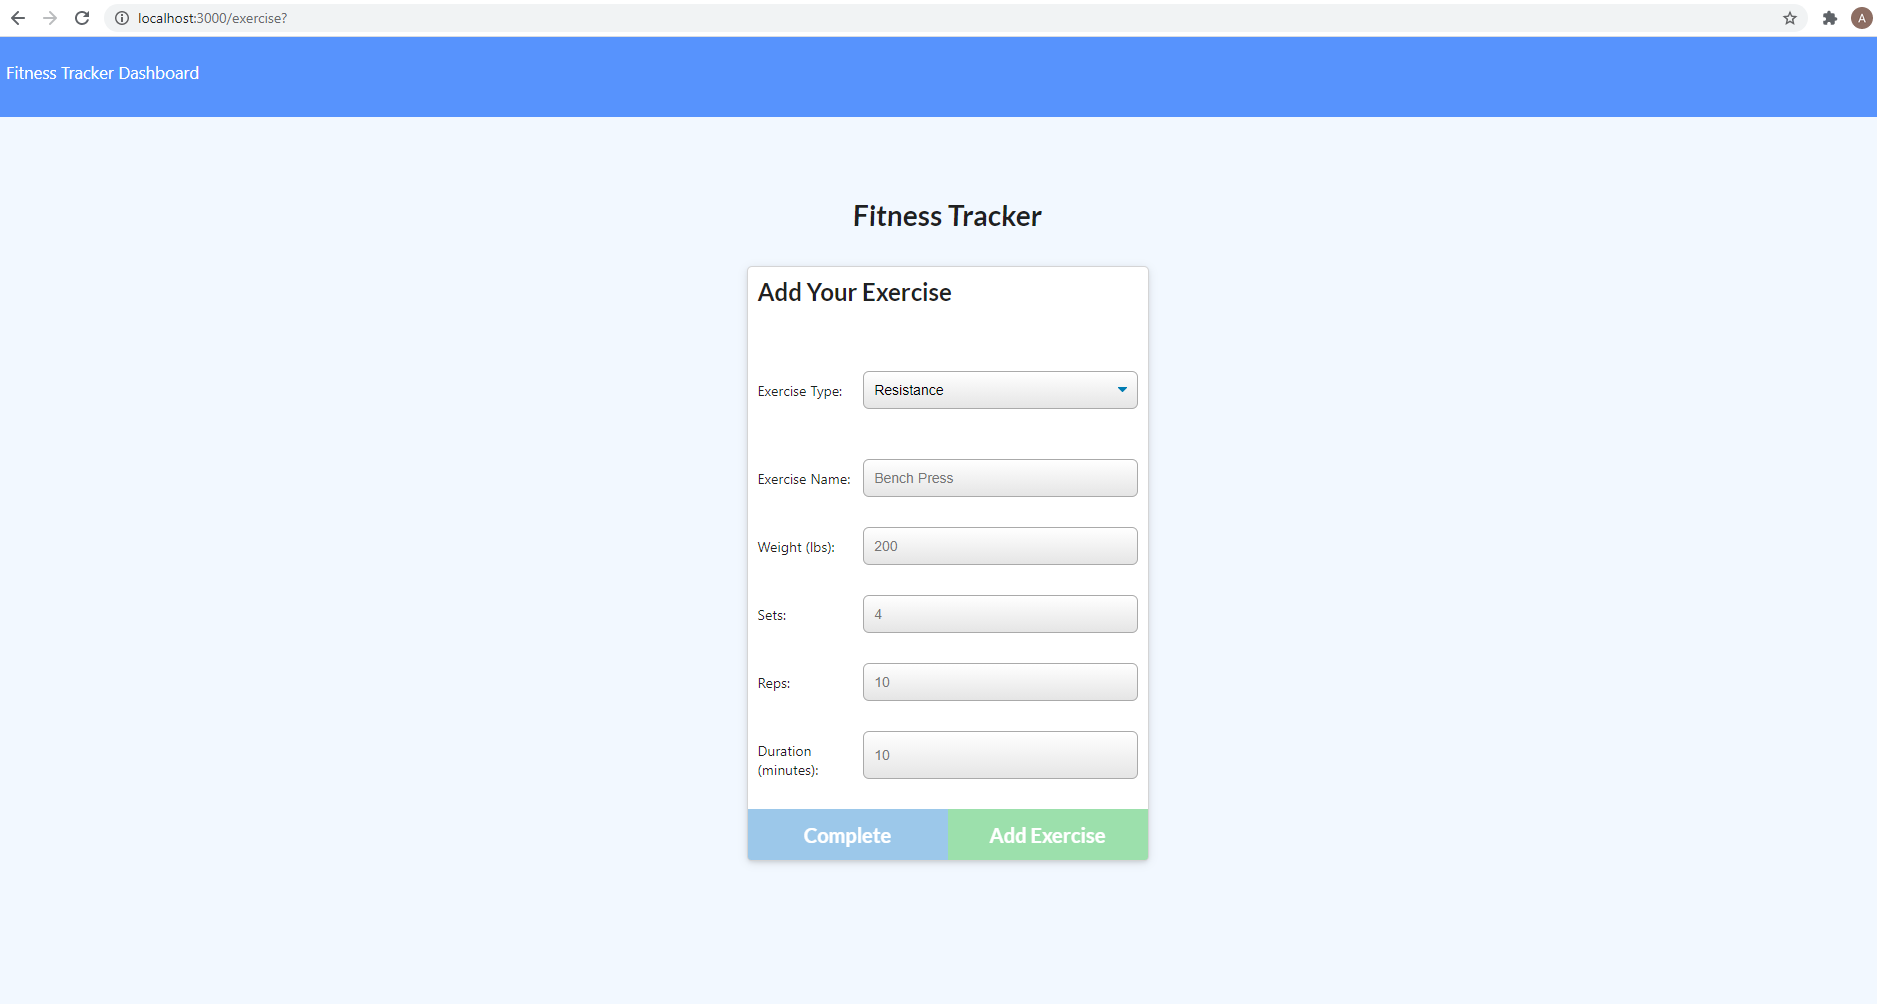 localhost:3000/exercise?
A
Fitness Tracker Dashboard
Fitness Tracker
Add Your Exercise
Exercise Type: Resistance
Exercise Name: Bench Press
Weight (lbs): 200
Sets: 4
Reps: 10
Duration
(minutes): 10
Complete Add Exercise